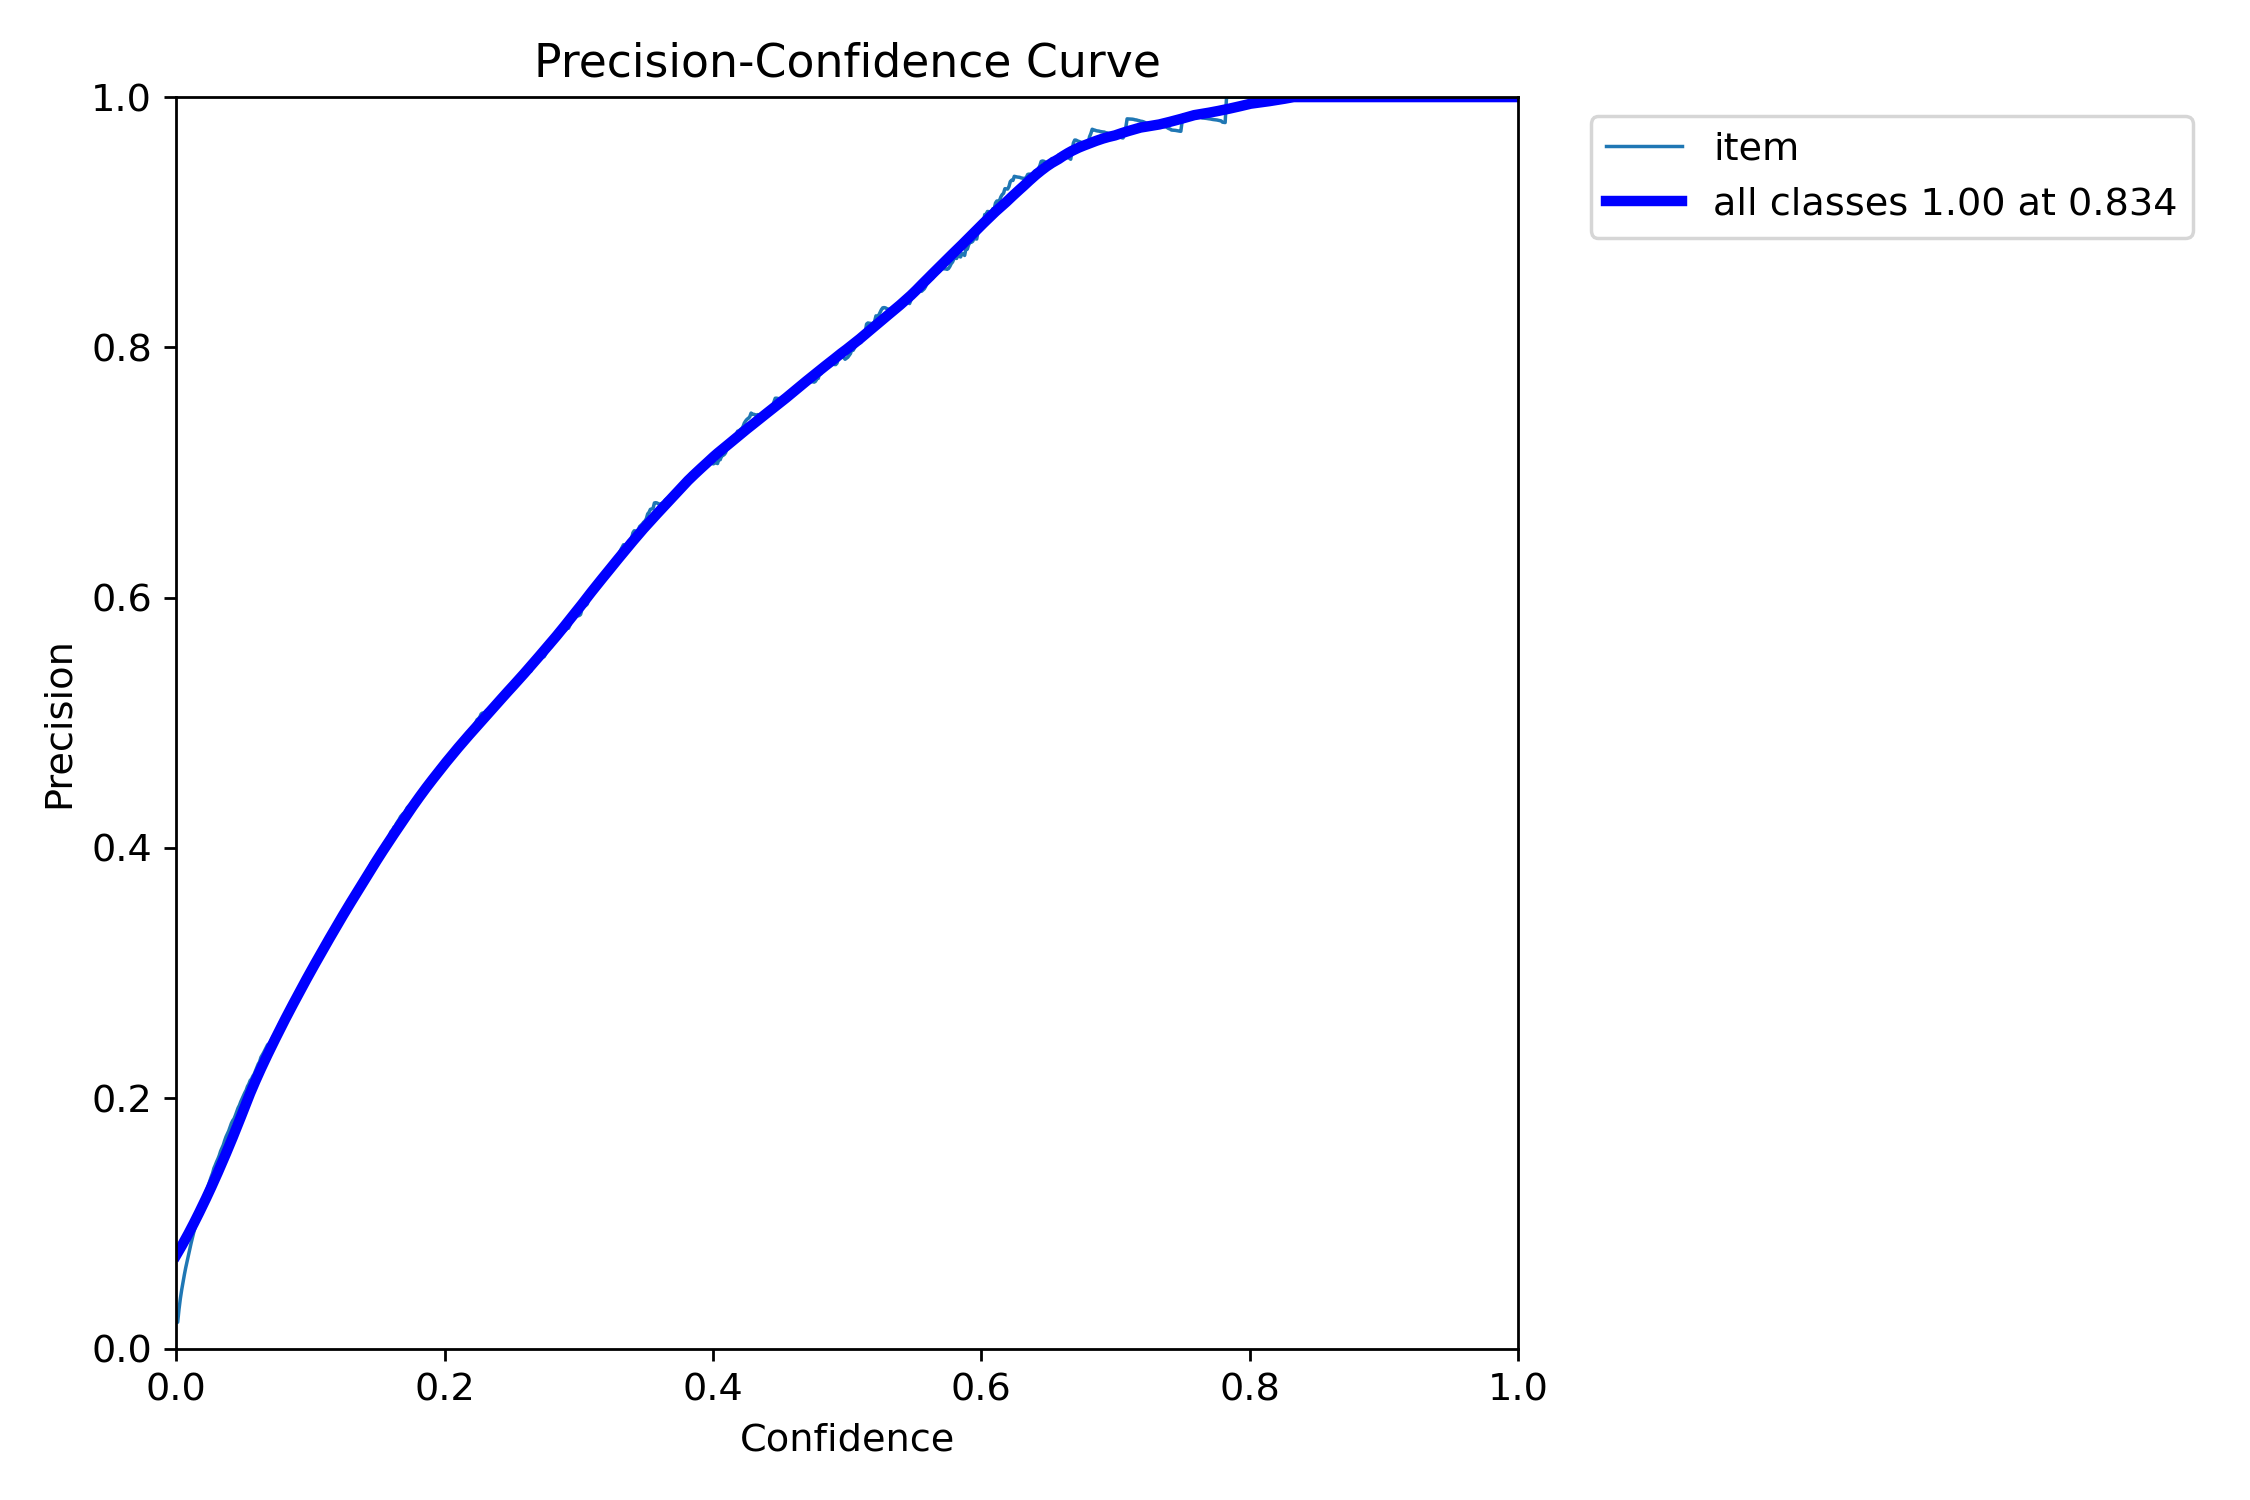 Precision-Confidence Curve
1.0
0.8
0.6
0.4
0.2
0.0
Precision
0.0 0.2 0.4 0.6 0.8 1.0
Confidence
item
all classes 1.00 at 0.834